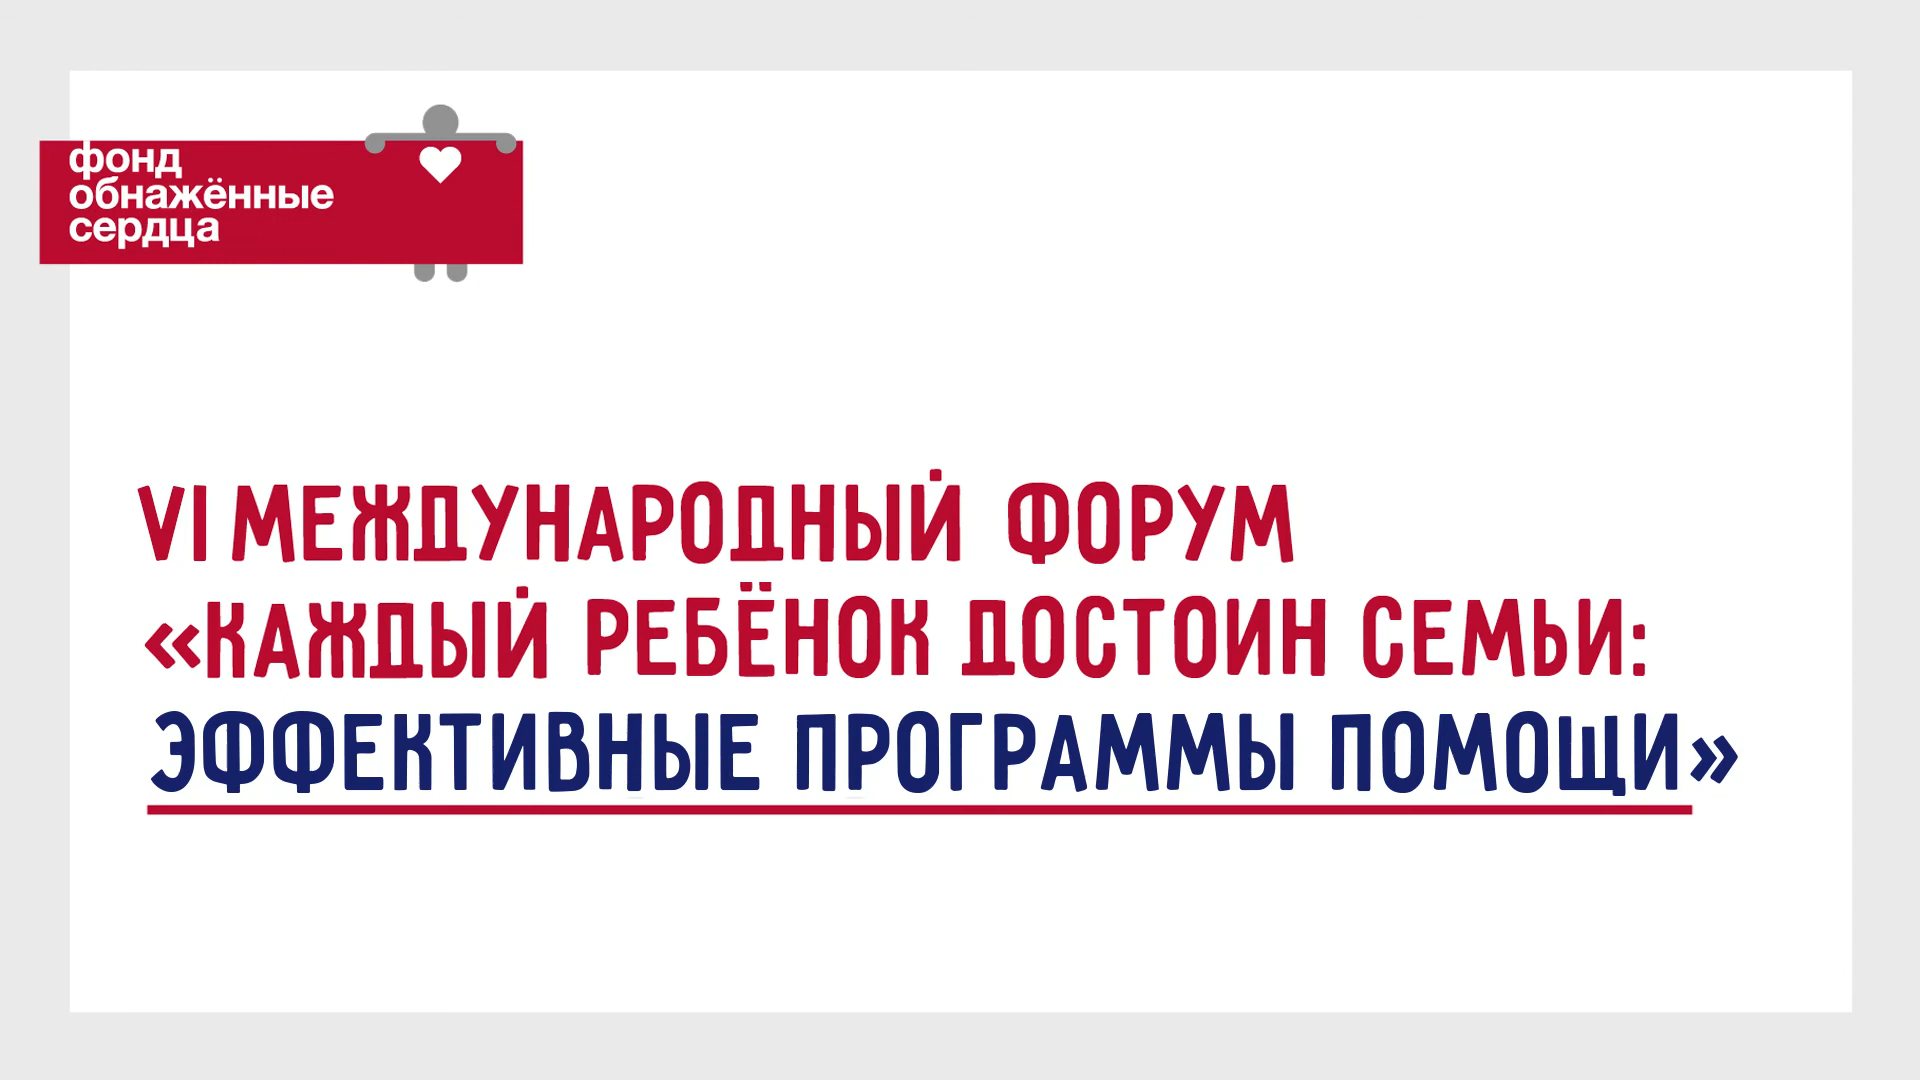 фонд
обнажённые
сердца
VI МЕЖДУНАРОДНЫЙ ФОРУМ
«КАЖДЫЙ РЕБЁНОК ДОСТОИН СЕМЬИ:
ЭФФЕКТИВНЫЕ ПРОГРАММЫ ПОМОЩИ»